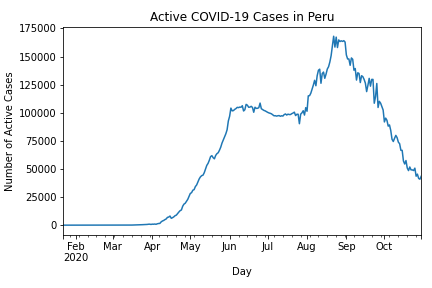 Active COVID-19 Cases in Peru
Number of Active Cases
175000
150000
125000
100000
75000
50000
25000
0
Feb Mar Apr May Jun Jul Aug Sep Oct
2020
Day